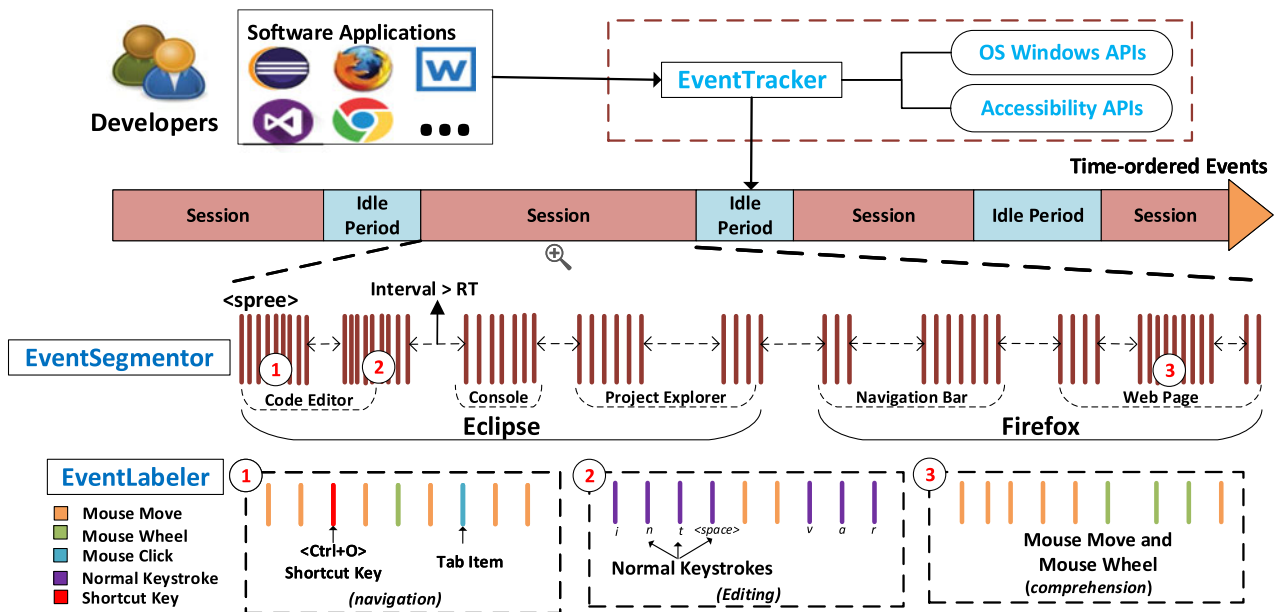 Software Applications
W
Developers
EventTracker
OS Windows APIs
Accessibility APIs
Time-ordered Events
Session
Idle Period
Session
Idle Period
Session
Idle Period
Session
<spree>
Interval > RT
EventSegmentor
1
2
3
Code Editor
Console
Project Explorer
Navigation Bar
Web Page
Eclipse
Firefox
EventLabeler
Mouse Move
Mouse Wheel
Mouse Click
Normal Keystroke
Shortcut Key
1
<Ctrl+O>
Shortcut Key
Tab Item
(navigation)
2
i n t <space> v a r
Normal Keystrokes
(Editing)
3
Mouse Move and
Mouse Wheel
(comprehension)